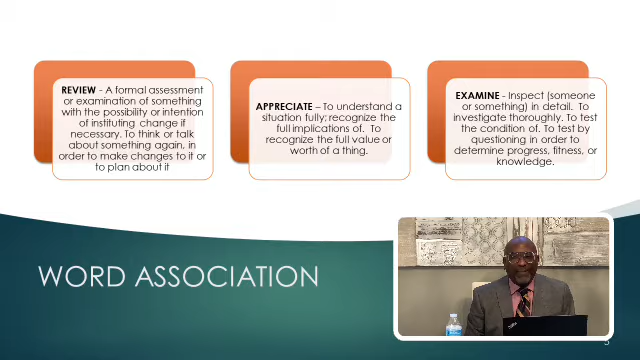 REVIEW - A formal assessment
or examination of something
with the possibility or intention
of instituting change if
necessary. To think or talk
about something again, in
order to make changes to it or
to plan about it
APPRECIATE – To understand a
situation fully; recognize the
full implications of. To
recognize the full value or
worth of a thing.
EXAMINE - Inspect (someone
or something) in detail. To
investigate thoroughly. To test
the condition of. To test by
questioning in order to
determine progress, fitness, or
knowledge.
WORD ASSOCIATION